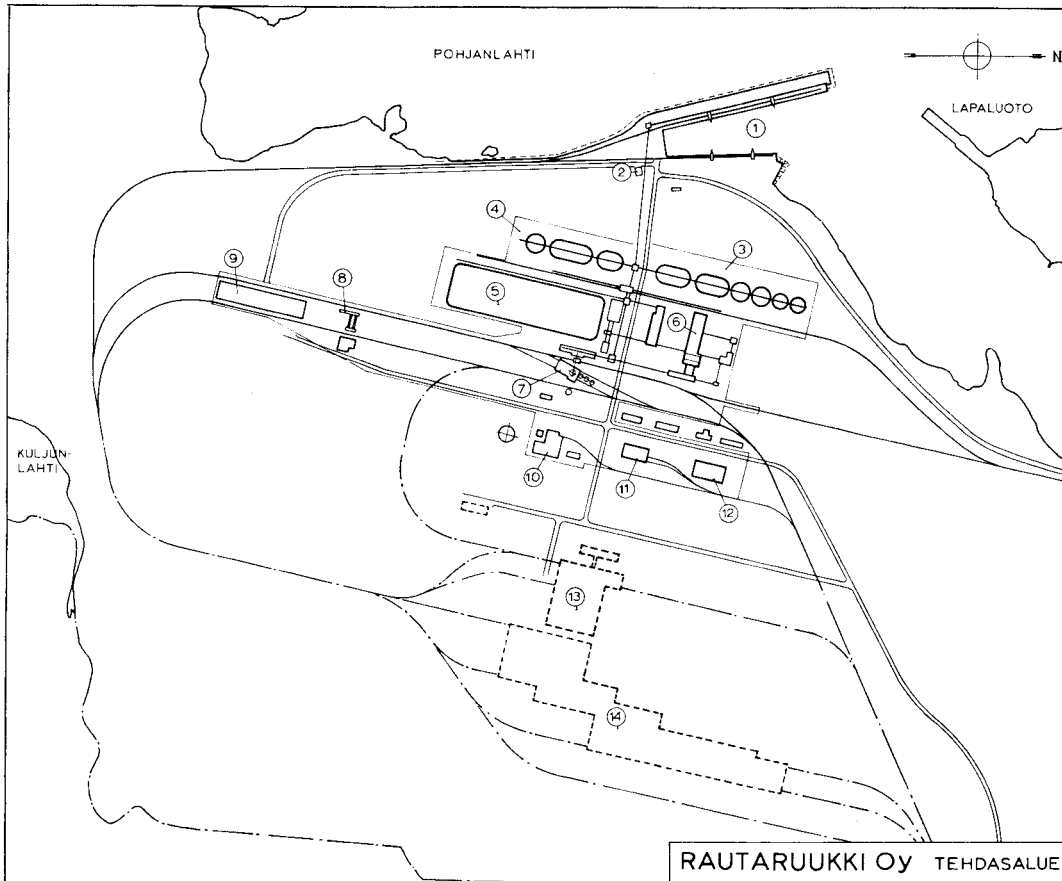 POHJANLAHTI
N
LAPALUOTO
1
2
4
3
9
8
5
6
7
KULJUN-
LAHTI
10
11
12
13
14
RAUTARUUKKI Oy TEHDASALUE